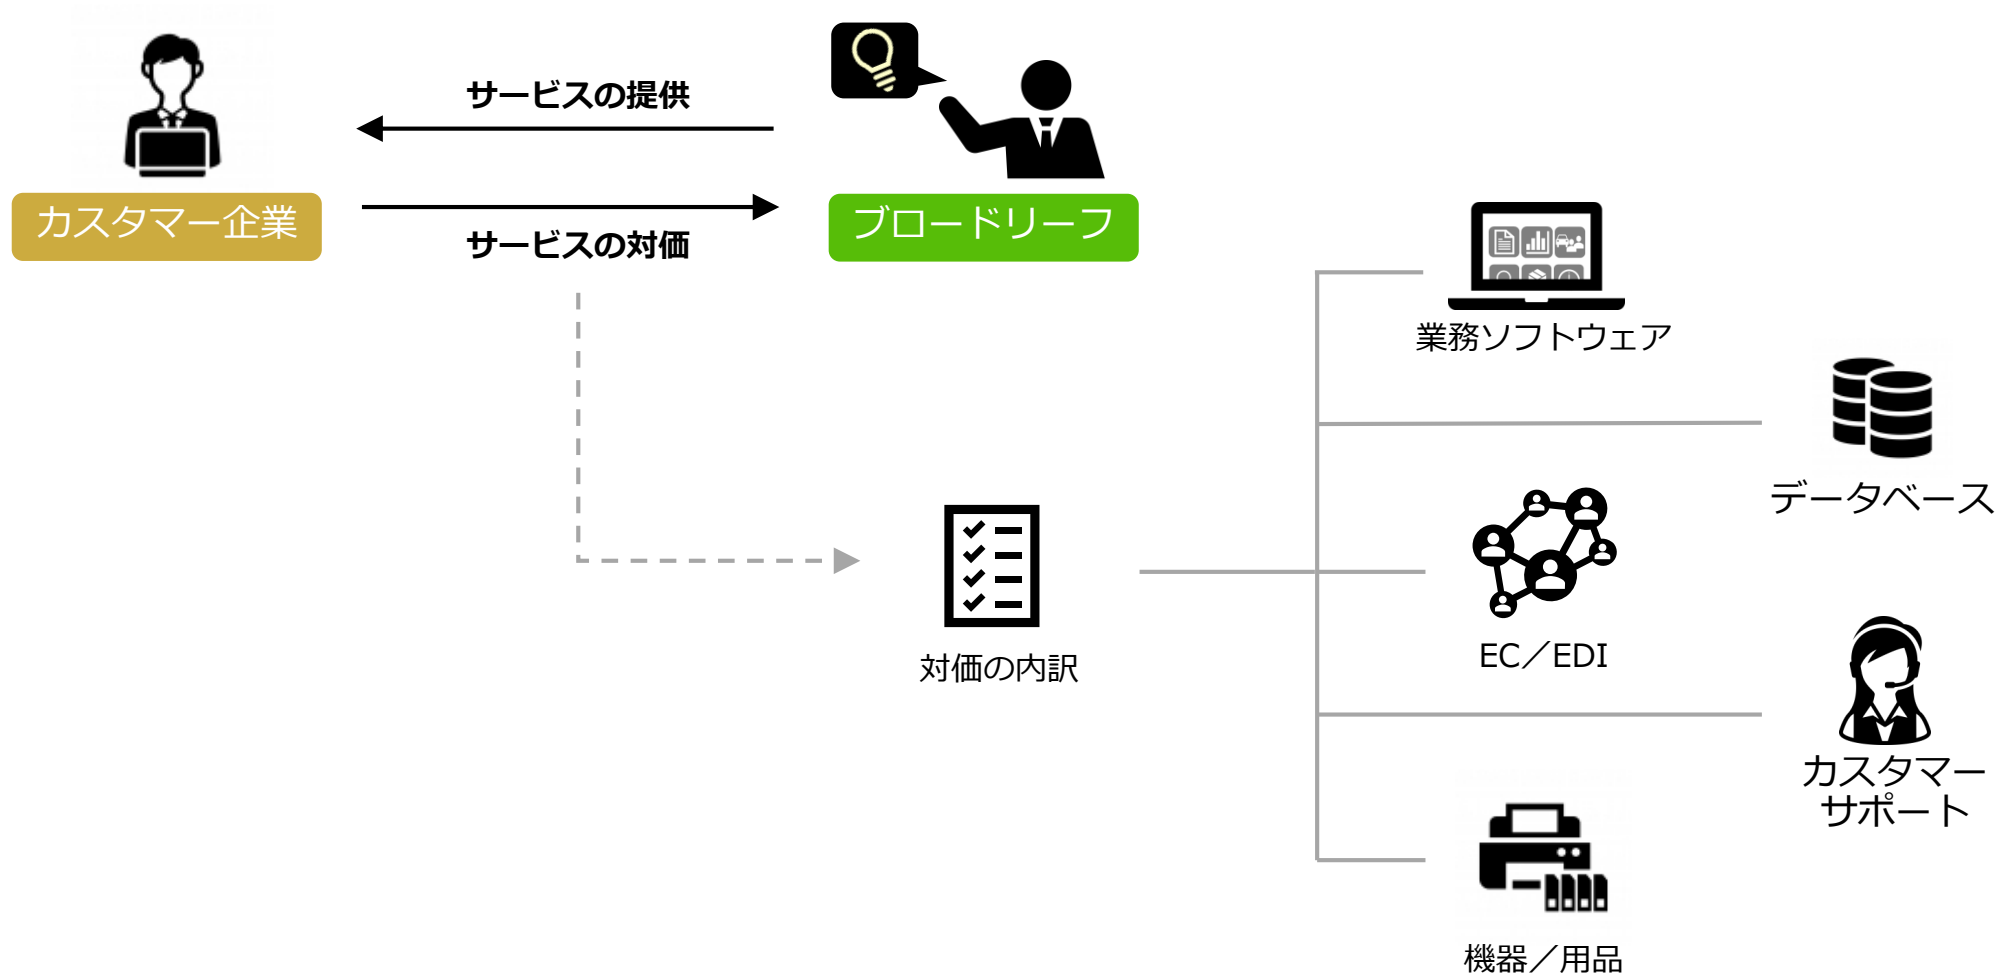 サービスの提供
カスタマー企業
ブロードリーフ
サービスの対価
業務ソフトウェア
データベース
EC／EDI
対価の内訳
カスタマー
サポート
機器／用品